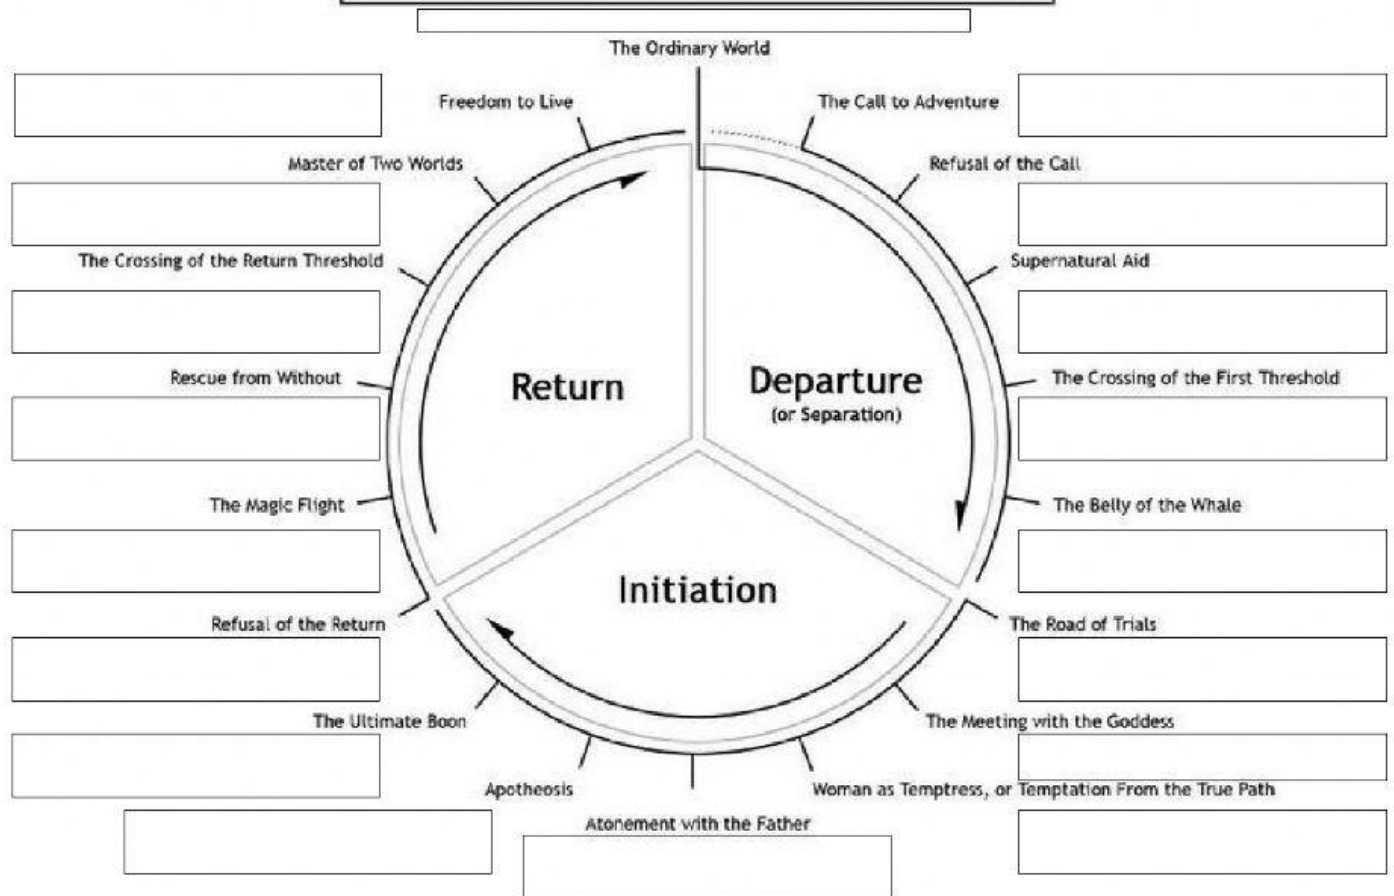 The Ordinary World
Freedom to Live
The Call to Adventure
Master of Two Worlds
Refusal of the Call
The Crossing of the Return Threshold
Supernatural Aid
Rescue from Without
The Crossing of the First Threshold
Return
Departure
(or Separation)
The Magic Flight
The Belly of the Whale
Initiation
Refusal of the Return
The Road of Trials
The Ultimate Boon
The Meeting with the Goddess
Apotheosis
Woman as Temptress, or Temptation From the True Path
Atonement with the Father